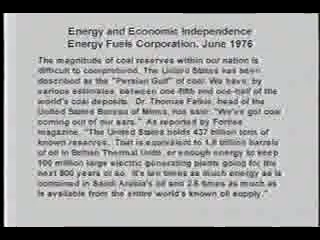 Energy and Economic Independence
Energy Fuels Corporation, June 1976
The magnitude of coal reserves within our nation is
difficult to comprehend. The United States has been
described as the "Persian Gulf" of coal. We have, by
various estimates, between one-fifth and one-half of the
world's coal deposits. Dr. Thomas Falkie, head of the
United States Bureau of Mines, has said: "We've got coal
coming out of our ears." As reported by Forbes
magazine, "The United States holds 437 billion tons of
known reserves. That is equivalent to 1.8 trillion barrels
of oil in British Thermal Units, or enough energy to keep
100 million large electric generating plants going for the
next 800 years or so. It's ten times as much energy as is
contained in Saudi Arabia's oil and 2.5 times as much as
is available from the entire world's known oil supply."